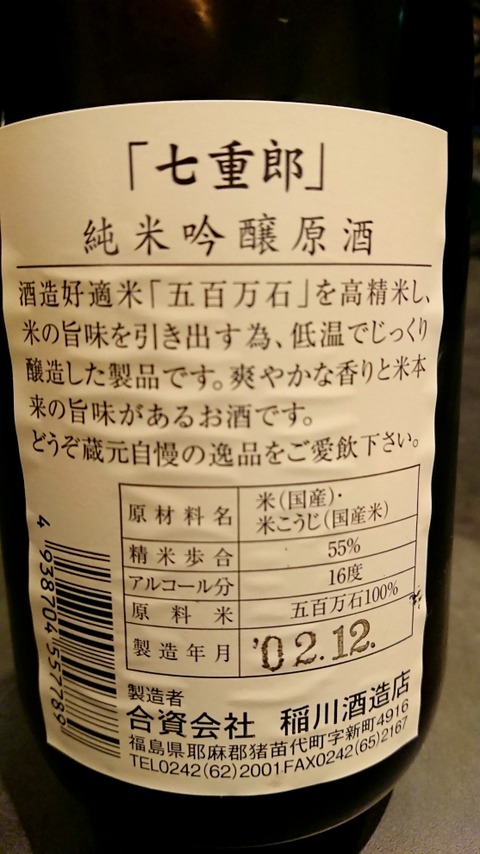 「七重郎」
純米吟醸原酒
酒造好適米「五百万石」を高精米し、
米の旨味を引き出す為、低温でじっくり
醸造した製品です。爽やかな香りと米本
来の旨味があるお酒です。
どうぞ蔵元自慢の逸品をご愛飲下さい。
原材料名 米(国産)・
米こうじ(国産米)
精米歩合 55%
アルコール分 16度
原料米 五百万石100%
製造年月 '02.12.
4 938704 557789
製造者
合資会社 稲川酒造店
福島県耶麻郡猪苗代町字新町4916
TEL0242(62)2001FAX0242(65)2167